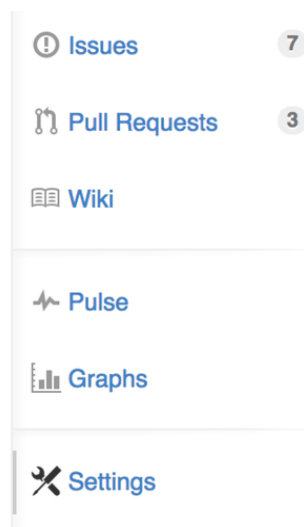 Issues 7
Pull Requests 3
Wiki
Pulse
Graphs
Settings